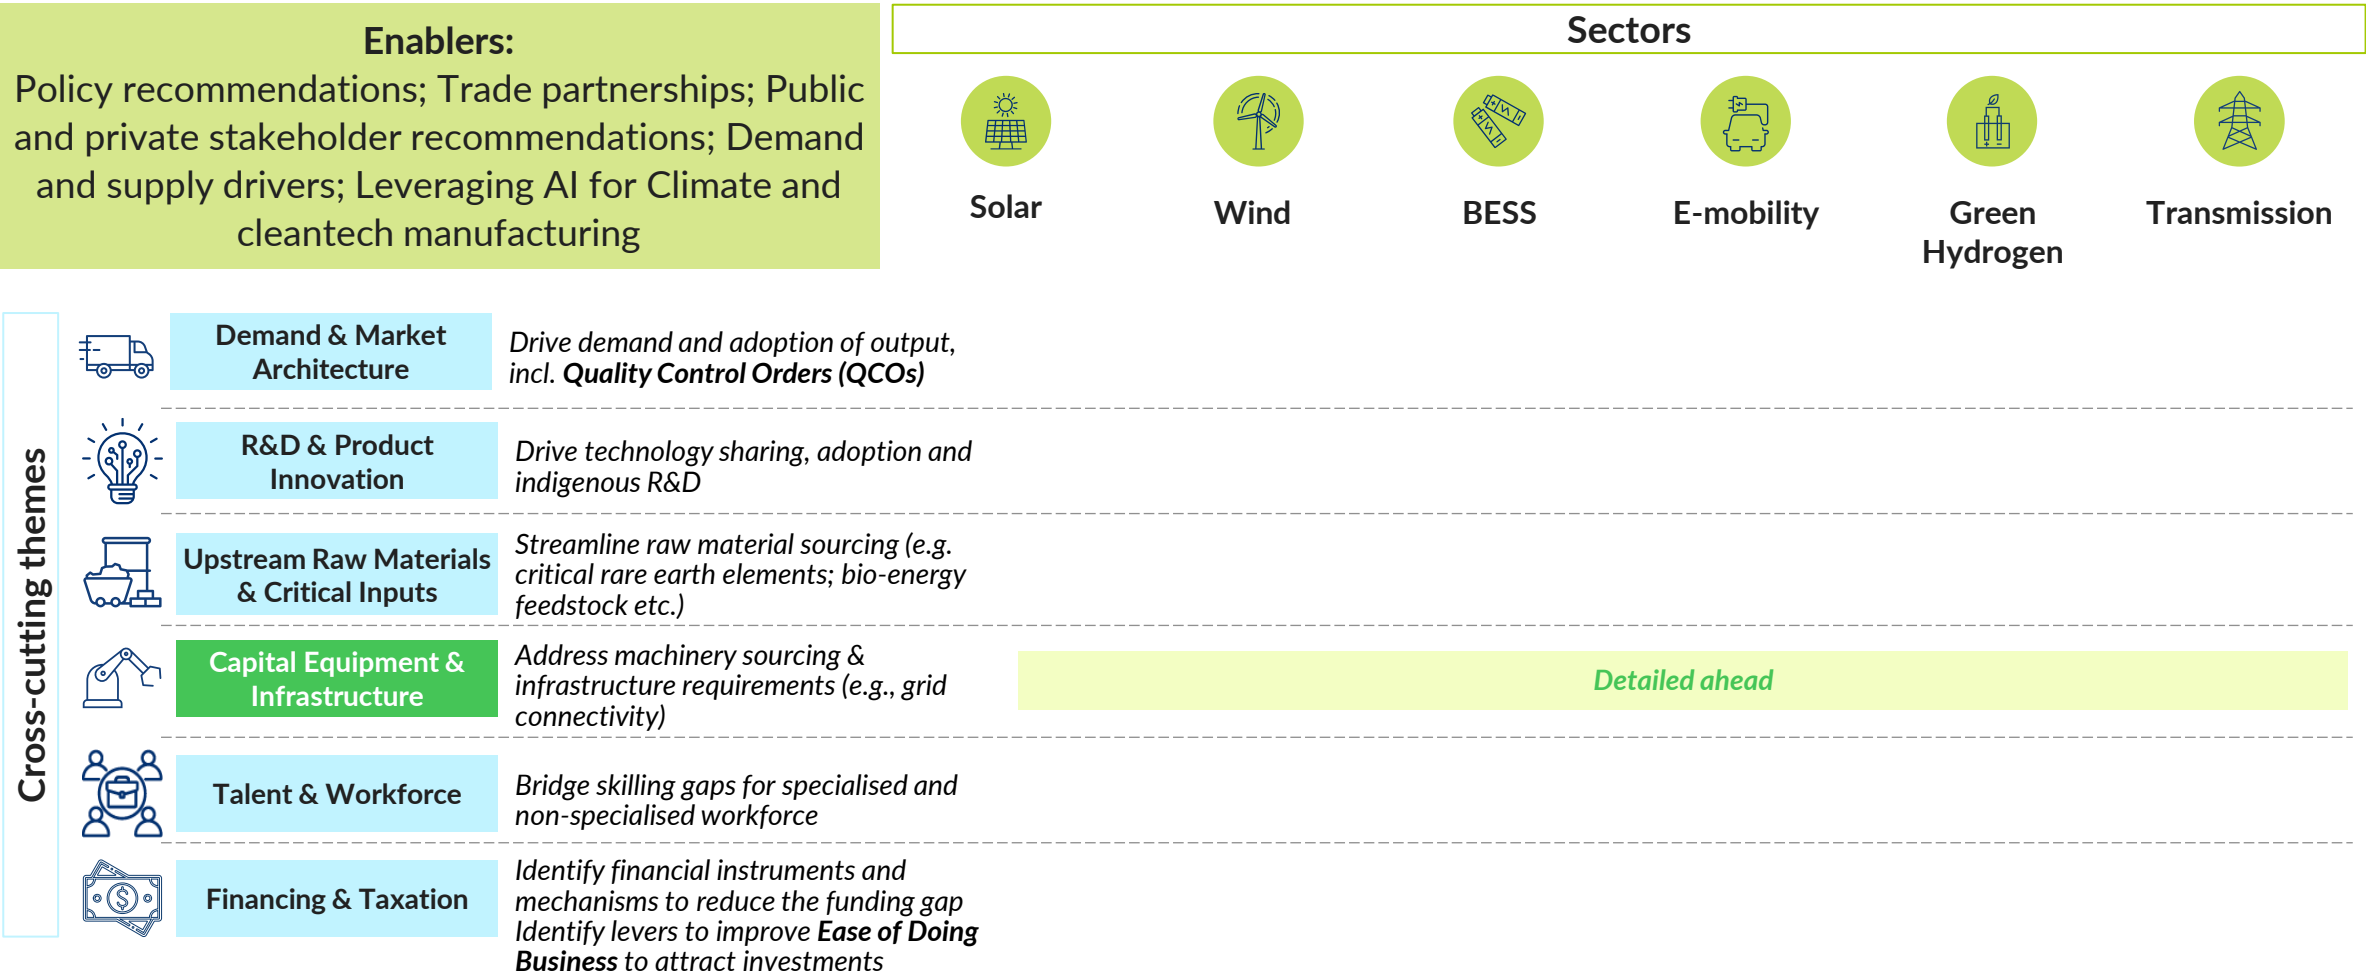 Enablers:
Policy recommendations; Trade partnerships; Public
and private stakeholder recommendations; Demand
and supply drivers; Leveraging AI for Climate and
cleantech manufacturing
Sectors
Solar
Wind
BESS
E-mobility
Green
Hydrogen
Transmission
Cross-cutting themes
Demand & Market
Architecture
Drive demand and adoption of output,
incl. Quality Control Orders (QCOs)
R&D & Product
Innovation
Drive technology sharing, adoption and
indigenous R&D
Upstream Raw Materials
& Critical Inputs
Streamline raw material sourcing (e.g.
critical rare earth elements; bio-energy
feedstock etc.)
Capital Equipment &
Infrastructure
Address machinery sourcing &
infrastructure requirements (e.g., grid
connectivity)
Detailed ahead
Talent & Workforce
Bridge skilling gaps for specialised and
non-specialised workforce
Financing & Taxation
Identify financial instruments and
mechanisms to reduce the funding gap
Identify levers to improve Ease of Doing
Business to attract investments